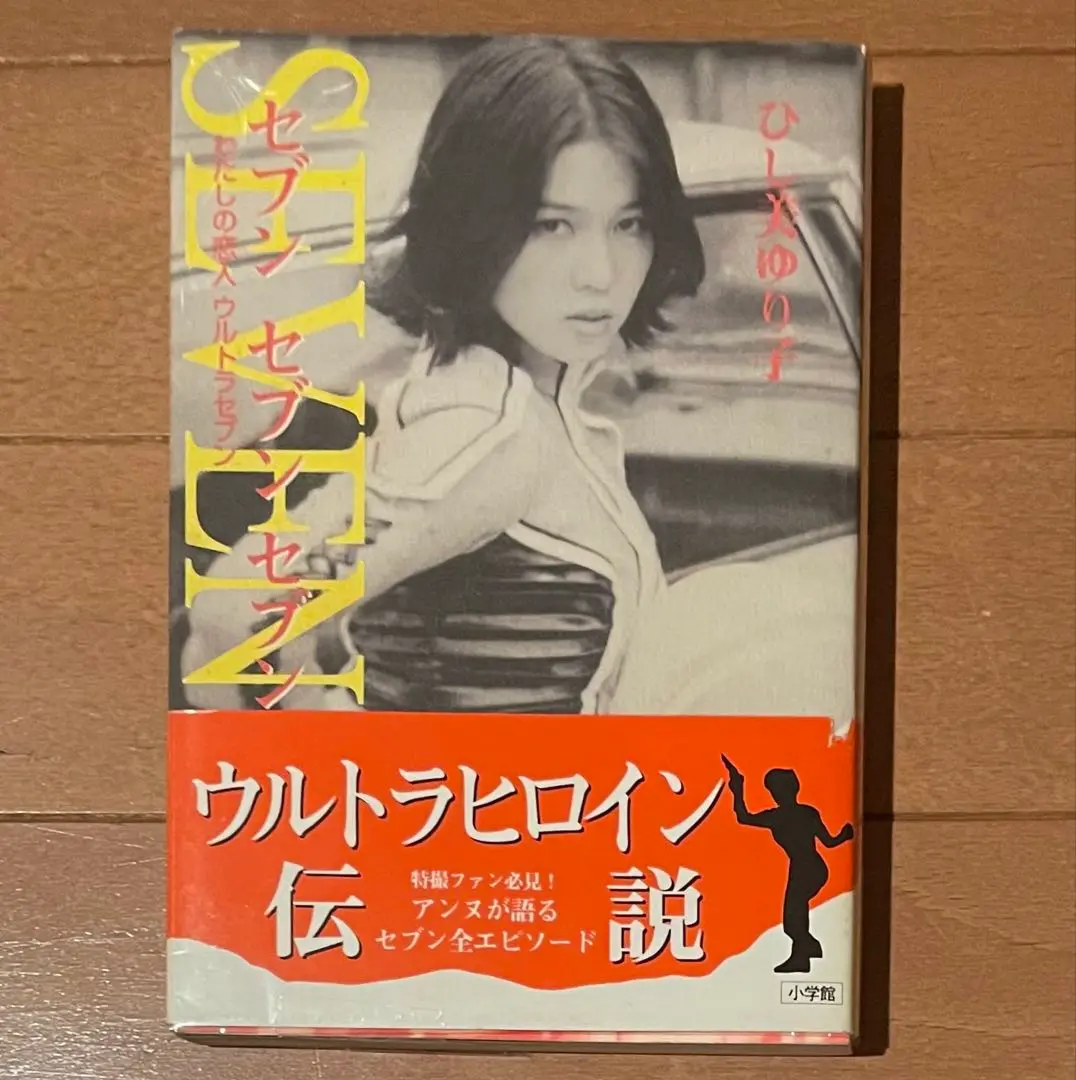 SEVEN
セブン セブン セブン
わたしの恋人 ウルトラセブン
ひし美ゆり子
ウルトラヒロイン
伝説
特撮ファン必見！
アンヌが語る
セブン全エピソード
小学館